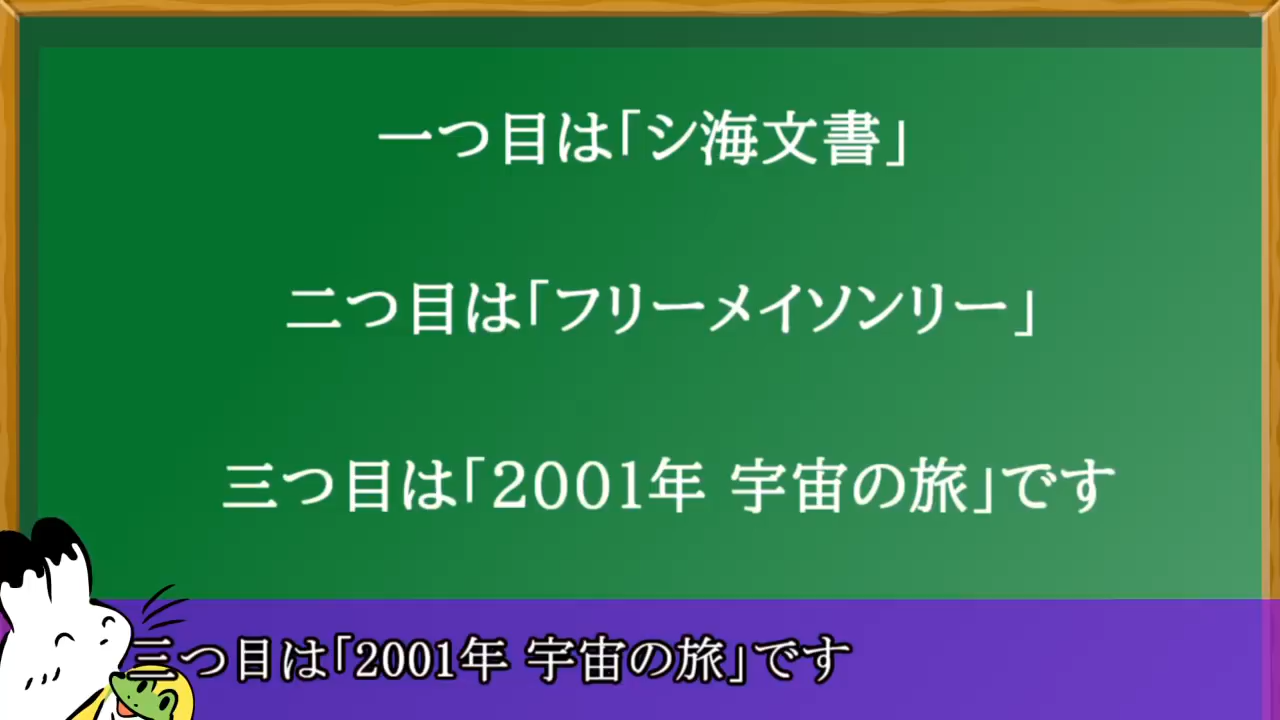 一つ目は「シ海文書」
二つ目は「フリーメイソンリー」
三つ目は「2001年 宇宙の旅」です
三つ目は「2001年 宇宙の旅」です